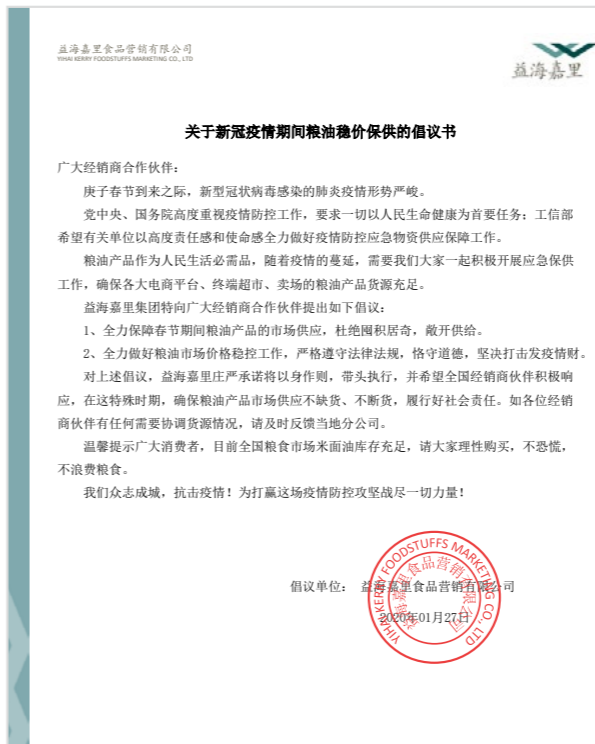 益海嘉里食品营销有限公司
YIHAI KERRY FOODSTUFFS MARKETING CO., LTD
益海嘉里
关于新冠疫情期间粮油稳价保供的倡议书
广大经销商合作伙伴：
庚子春节到来之际，新型冠状病毒感染的肺炎疫情形势严峻。
党中央、国务院高度重视疫情防控工作，要求一切以人民生命健康为首要任务；工信部
希望有关单位以高度责任感和使命感全力做好疫情防控应急物资供应保障工作。
粮油产品作为人民生活必需品，随着疫情的蔓延，需要我们大家一起积极开展应急保供
工作，确保各大电商平台、终端超市、卖场的粮油产品货源充足。
益海嘉里集团特向广大经销商合作伙伴提出如下倡议：
1、全力保障春节期间粮油产品的市场供应，杜绝囤积居奇，敞开供给。
2、全力做好粮油市场价格稳控工作，严格遵守法律法规，恪守道德，坚决打击发疫情财。
对上述倡议，益海嘉里庄严承诺将以身作则，带头执行，并希望全国经销商伙伴积极响
应，在这特殊时期，确保粮油产品市场供应不缺货、不断货，履行好社会责任。如各位经销
商伙伴有任何需要协调货源情况，请及时反馈当地分公司。
温馨提示广大消费者，目前全国粮食市场米面油库存充足，请大家理性购买，不恐慌，
不浪费粮食。
我们众志成城，抗击疫情！为打赢这场疫情防控攻坚战尽一切力量！
倡议单位： 益海嘉里食品营销有限公司
2020年01月27日
YIHAI KERRY FOODSTUFFS MARKETING CO., LTD
益海嘉里食品营销有限公司